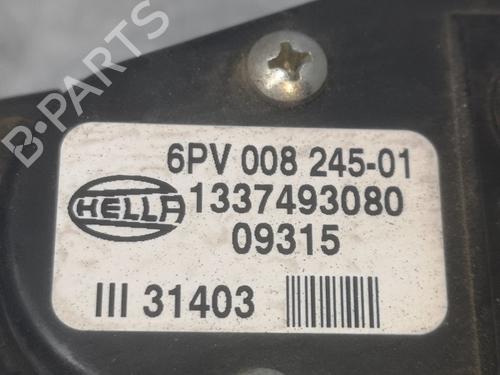 B-PARTS
6PV 008 245-01
HELLA
1337493080
09315
III 31403